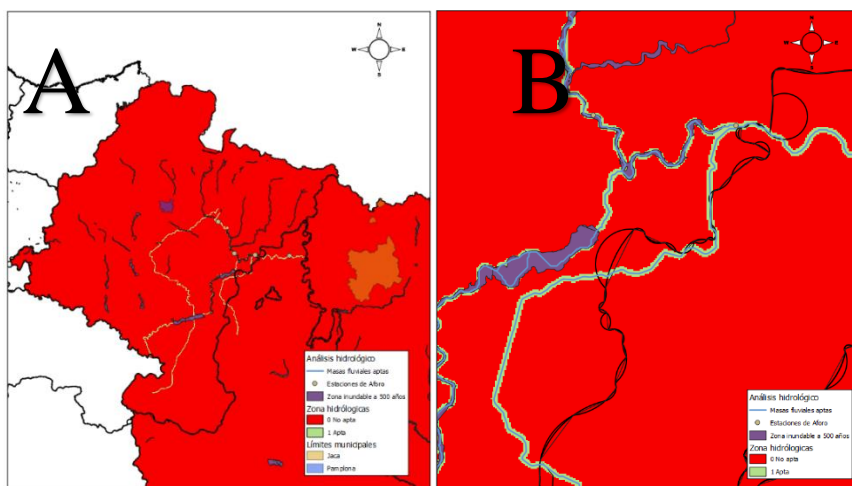 A
N
W
E
S
Análisis hidrológico
Masas fluviales aptas
Estaciones de Aforo
Zona inundable a 500 años
Zona hidrólogicas
0 No apta
1 Apta
Límites municipales
Jaca
Pamplona
B
N
W
E
S
Análisis hidrológico
Masas fluviales aptas
Estaciones de Aforo
Zona inundable a 500 años
Zona hidrólogicas
0 No apta
1 Apta